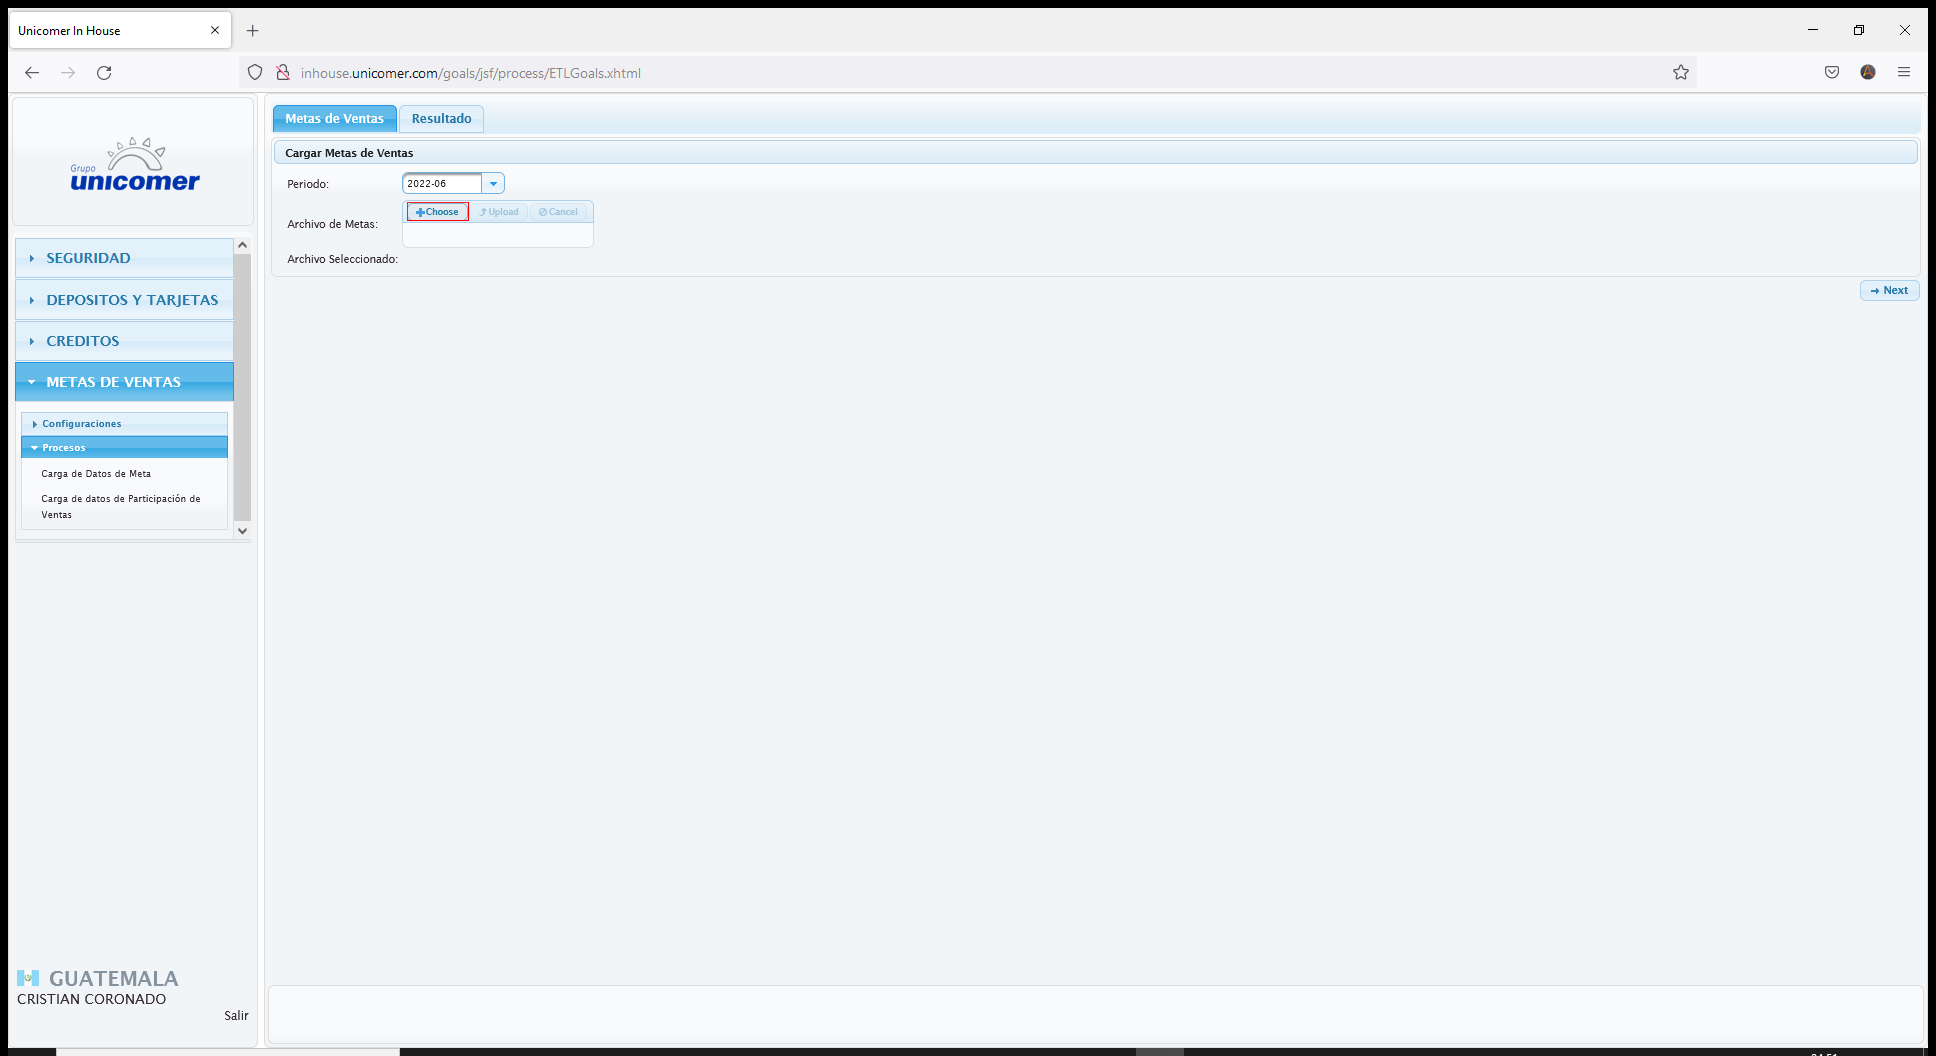 Unicomer In House
inhouse.unicomer.com/goals/jsf/process/ETLGoals.xhtml
Grupo
unicomer
SEGURIDAD
DEPOSITOS Y TARJETAS
CREDITOS
METAS DE VENTAS
Configuraciones
Procesos
Carga de Datos de Meta
Carga de datos de Participación de
Ventas
GUATEMALA
CRISTIAN CORONADO
Salir
Metas de Ventas
Resultado
Cargar Metas de Ventas
Periodo: 2022-06
Choose Upload Cancel
Archivo de Metas:
Archivo Seleccionado:
Next